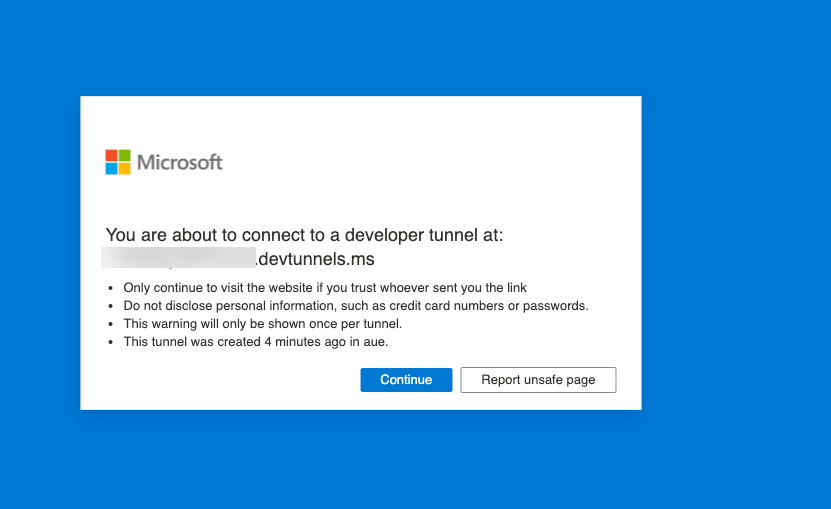 Microsoft
You are about to connect to a developer tunnel at:
.devtunnels.ms
• Only continue to visit the website if you trust whoever sent you the link
• Do not disclose personal information, such as credit card numbers or passwords.
• This warning will only be shown once per tunnel.
• This tunnel was created 4 minutes ago in aue.
Continue Report unsafe page